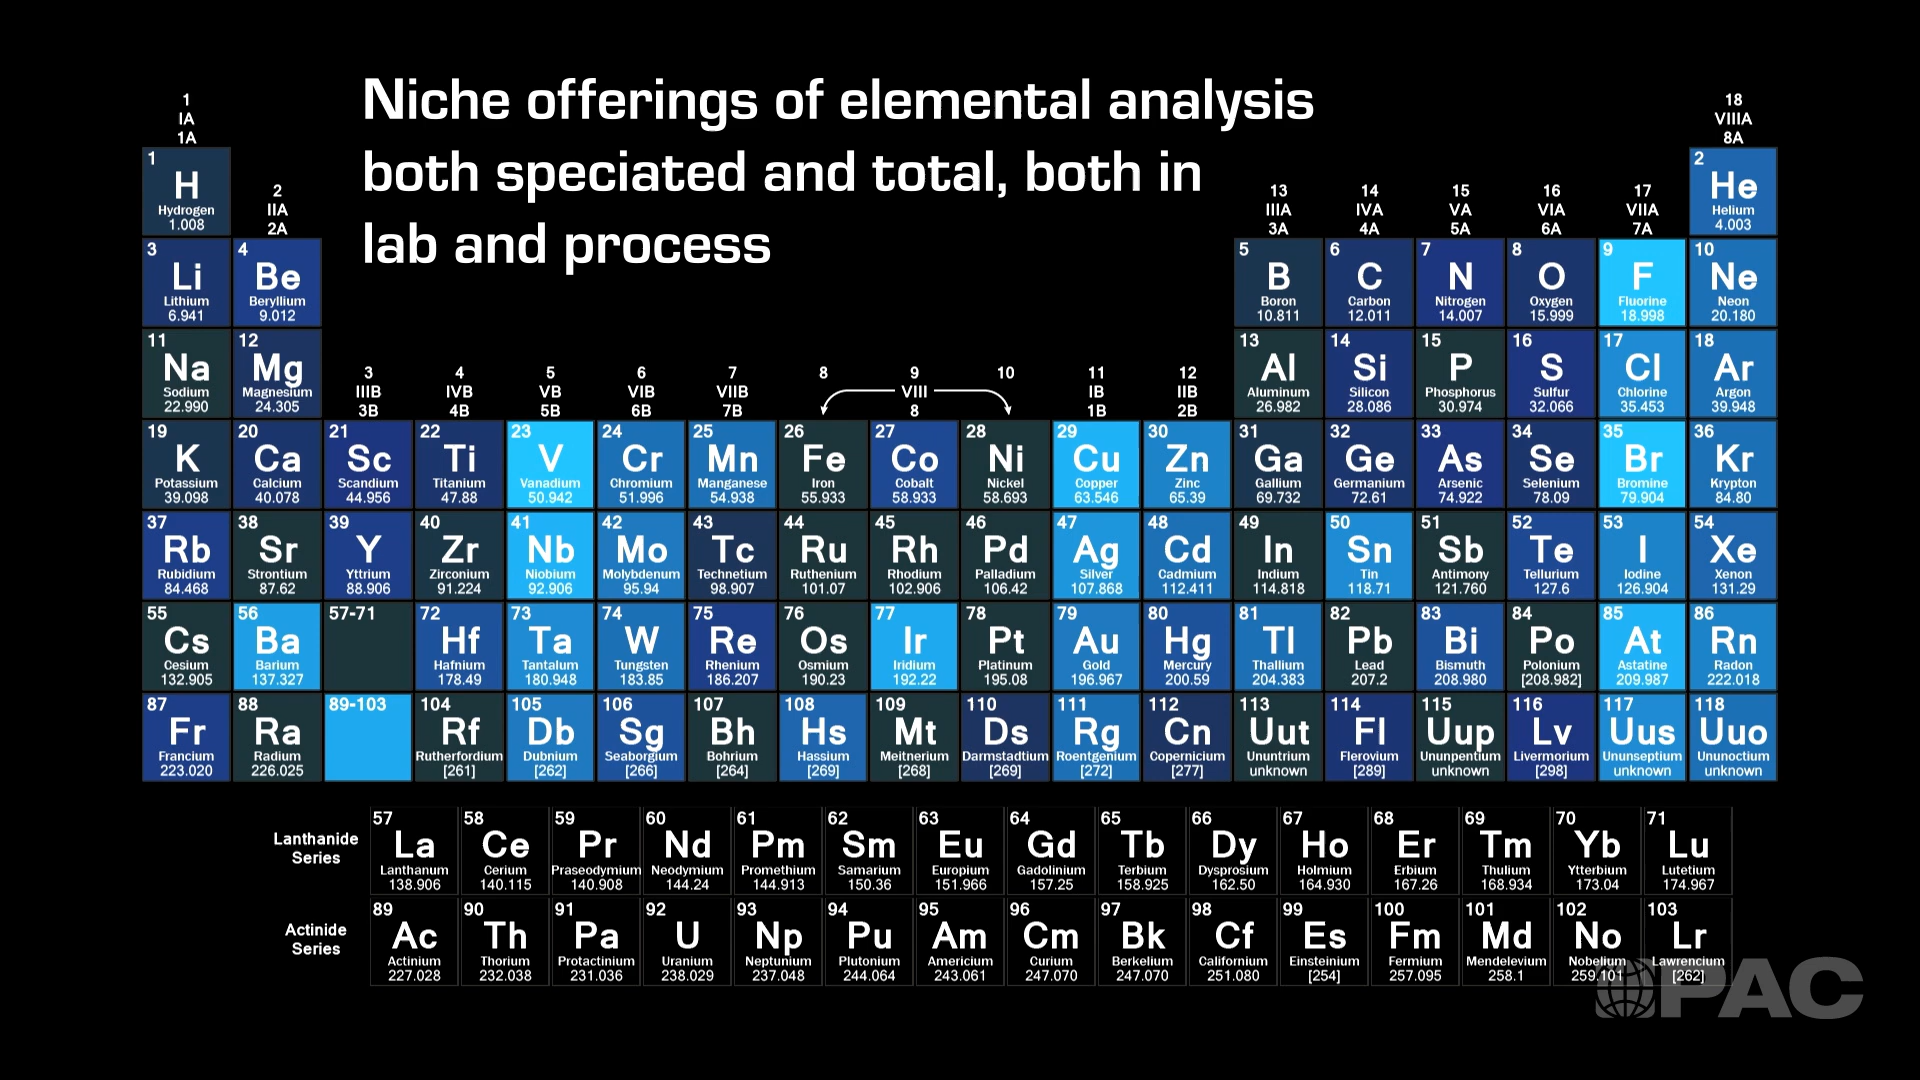 Niche offerings of elemental analysis
both speciated and total, both in
lab and process
1
IA
1A
18
VIIIA
8A
1
H
Hydrogen
1.008
2
IIA
2A
13
IIIA
3A
14
IVA
4A
15
VA
5A
16
VIA
6A
17
VIIA
7A
2
He
Helium
4.003
3
Li
Lithium
6.941
4
Be
Beryllium
9.012
5
B
Boron
10.811
6
C
Carbon
12.011
7
N
Nitrogen
14.007
8
O
Oxygen
15.999
9
F
Fluorine
18.998
10
Ne
Neon
20.180
11
Na
Sodium
22.990
12
Mg
Magnesium
24.305
3
IIIB
3B
4
IVB
4B
5
VB
5B
6
VIB
6B
7
VIIB
7B
8
9
10
VIII
8
11
IB
1B
12
IIB
2B
13
Al
Aluminum
26.982
14
Si
Silicon
28.086
15
P
Phosphorus
30.974
16
S
Sulfur
32.066
17
Cl
Chlorine
35.453
18
Ar
Argon
39.948
19
K
Potassium
39.098
20
Ca
Calcium
40.078
21
Sc
Scandium
44.956
22
Ti
Titanium
47.88
23
V
Vanadium
50.942
24
Cr
Chromium
51.996
25
Mn
Manganese
54.938
26
Fe
Iron
55.933
27
Co
Cobalt
58.933
28
Ni
Nickel
58.693
29
Cu
Copper
63.546
30
Zn
Zinc
65.39
31
Ga
Gallium
69.732
32
Ge
Germanium
72.61
33
As
Arsenic
74.922
34
Se
Selenium
78.09
35
Br
Bromine
79.904
36
Kr
Krypton
84.80
37
Rb
Rubidium
84.468
38
Sr
Strontium
87.62
39
Y
Yttrium
88.906
40
Zr
Zirconium
91.224
41
Nb
Niobium
92.906
42
Mo
Molybdenum
95.94
43
Tc
Technetium
98.907
44
Ru
Ruthenium
101.07
45
Rh
Rhodium
102.906
46
Pd
Palladium
106.42
47
Ag
Silver
107.868
48
Cd
Cadmium
112.411
49
In
Indium
114.818
50
Sn
Tin
118.71
51
Sb
Antimony
121.760
52
Te
Tellurium
127.6
53
I
Iodine
126.904
54
Xe
Xenon
131.29
55
Cs
Cesium
132.905
56
Ba
Barium
137.327
57-71
72
Hf
Hafnium
178.49
73
Ta
Tantalum
180.948
74
W
Tungsten
183.85
75
Re
Rhenium
186.207
76
Os
Osmium
190.23
77
Ir
Iridium
192.22
78
Pt
Platinum
195.08
79
Au
Gold
196.967
80
Hg
Mercury
200.59
81
Tl
Thallium
204.383
82
Pb
Lead
207.2
83
Bi
Bismuth
208.980
84
Po
Polonium
[208.982]
85
At
Astatine
209.987
86
Rn
Radon
222.018
87
Fr
Francium
223.020
88
Ra
Radium
226.025
89-103
104
Rf
Rutherfordium
[261]
105
Db
Dubnium
[262]
106
Sg
Seaborgium
[266]
107
Bh
Bohrium
[264]
108
Hs
Hassium
[269]
109
Mt
Meitnerium
[268]
110
Ds
Darmstadtium
[269]
111
Rg
Roentgenium
[272]
112
Cn
Copernicium
[277]
113
Uut
Ununtrium
unknown
114
Fl
Flerovium
[289]
115
Uup
Ununpentium
unknown
116
Lv
Livermorium
[298]
117
Uus
Ununseptium
unknown
118
Uuo
Ununoctium
unknown
Lanthanide
Series
57
La
Lanthanum
138.906
58
Ce
Cerium
140.115
59
Pr
Praseodymium
140.908
60
Nd
Neodymium
144.24
61
Pm
Promethium
144.913
62
Sm
Samarium
150.36
63
Eu
Europium
151.966
64
Gd
Gadolinium
157.25
65
Tb
Terbium
158.925
66
Dy
Dysprosium
162.50
67
Ho
Holmium
164.930
68
Er
Erbium
167.26
69
Tm
Thulium
168.934
70
Yb
Ytterbium
173.04
71
Lu
Lutetium
174.967
Actinide
Series
89
Ac
Actinium
227.028
90
Th
Thorium
232.038
91
Pa
Protactinium
231.036
92
U
Uranium
238.029
93
Np
Neptunium
237.048
94
Pu
Plutonium
244.064
95
Am
Americium
243.061
96
Cm
Curium
247.070
97
Bk
Berkelium
247.070
98
Cf
Californium
251.080
99
Es
Einsteinium
[254]
100
Fm
Fermium
257.095
101
Md
Mendelevium
258.1
102
No
Nobelium
259.101
103
Lr
Lawrencium
[262]
PAC